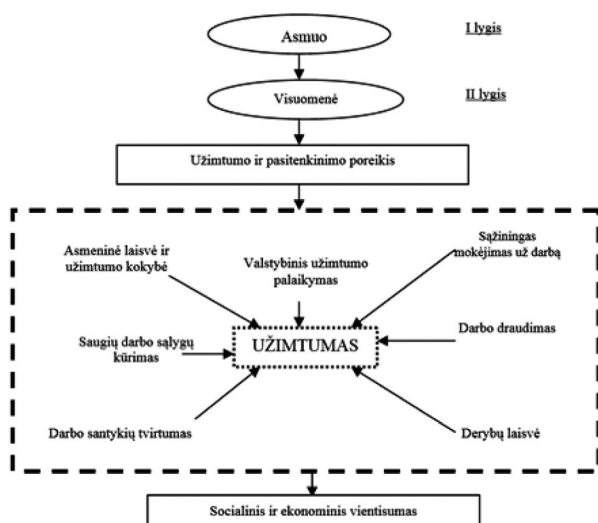 Asmuo
I lygis
Visuomenė
II lygis
Užimtumo ir pasitenkinimo poreikis
Asmeninė laisvė ir
užimtumo kokybė
Valstybinis užimtumo
palaikymas
Sąžiningas
mokėjimas už darbą
Saugių darbo sąlygų
kūrimas
UŽIMTUMAS
Darbo draudimas
Darbo santykių tvirtumas
Derybų laisvė
Socialinis ir ekonominis vientisumas